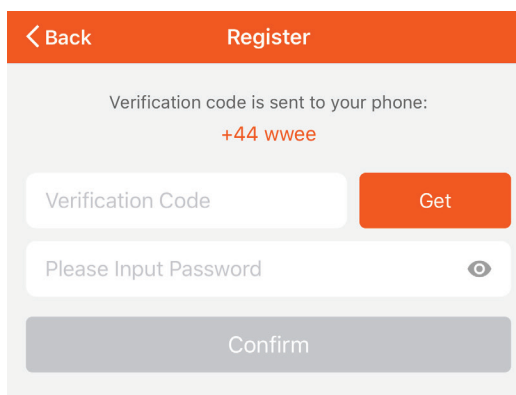 Back
Register
Verification code is sent to your phone:
+44 wwee
Verification Code
Get
Please Input Password
Confirm